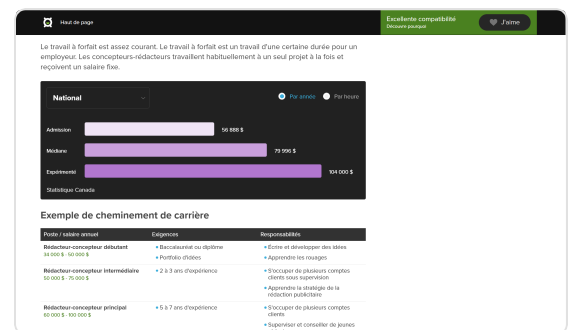 Haut de page
Excellente compatibilité
Découvre pourquoi
J'aime
Le travail à forfait est assez courant. Le travail à forfait est un travail d'une certaine durée pour un
employeur. Les concepteurs-rédacteurs travaillent habituellement à un seul projet à la fois et
reçoivent un salaire fixe.
National
Par année
Par heure
Admission
56 888 $
Médiane
79 996 $
Expérimenté
104 000 $
Statistique Canada
Exemple de cheminement de carrière
Poste / salaire annuel Exigences Responsabilités
Rédacteur-concepteur débutant
34 000 $ - 50 000 $
• Baccalauréat ou diplôme
• Portfolio d'idées
• Écrire et développer des idées
• Apprendre les rouages
Rédacteur-concepteur intermédiaire
50 000 $ - 75 000 $
• 2 à 3 ans d'expérience
• S'occuper de plusieurs comptes
clients sous supervision
• Apprendre la stratégie de la
rédaction publicitaire
Rédacteur-concepteur principal
60 000 $ - 100 000 $
• 5 à 7 ans d'expérience
• S'occuper de plusieurs comptes
clients
• Superviser et conseiller de jeunes